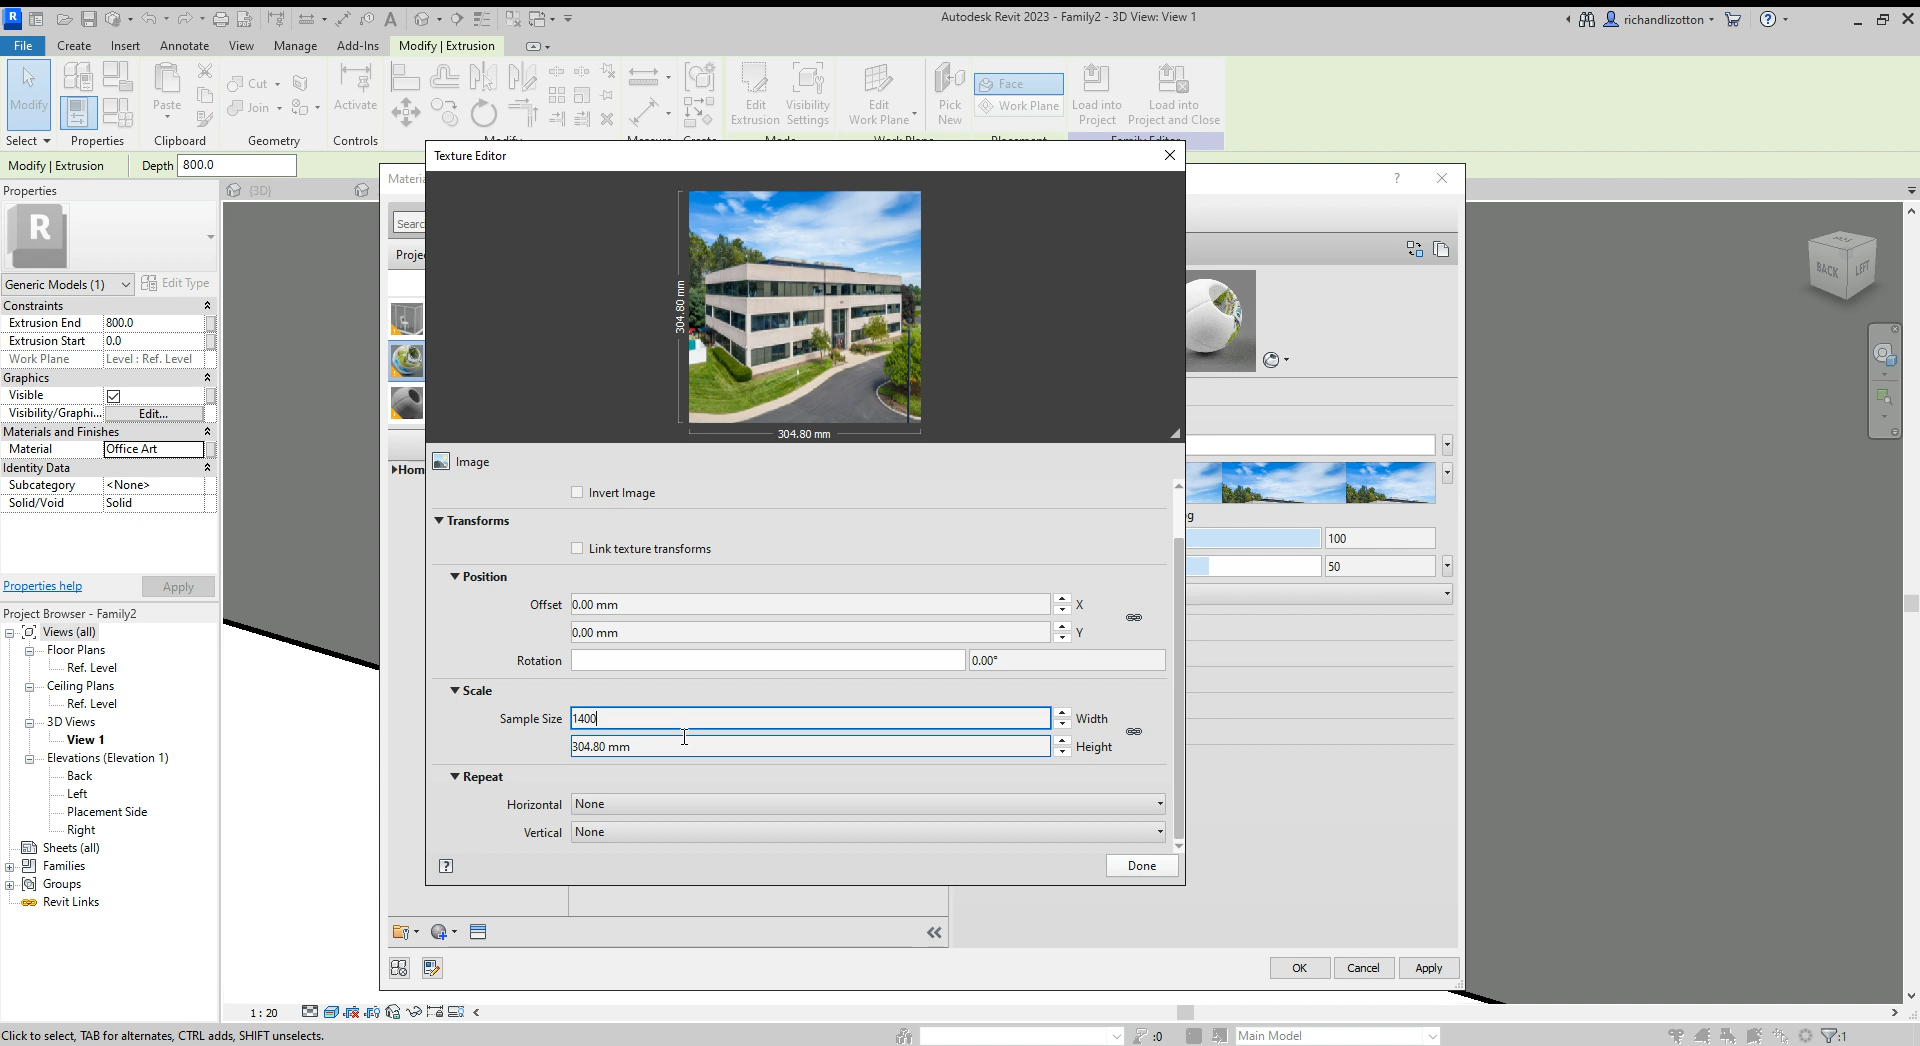 Autodesk Revit 2023 - Family2 - 3D View: View 1
richandlizotton
File Create Insert Annotate View Manage Add-Ins Modify | Extrusion
Modify
Paste
Cut
Join
Activate
Edit Extrusion
Visibility Settings
Edit Work Plane
Pick New
Face
Work Plane
Load into Project
Load into Project and Close
Select Properties Clipboard Geometry Controls
Modify | Extrusion Depth 800.0
Texture Editor
Properties
{3D}
R
Generic Models (1) Edit Type
Constraints
Extrusion End 800.0
Extrusion Start 0.0
Work Plane Level : Ref. Level
Graphics
Visible
Visibility/Graphi... Edit...
Materials and Finishes
Material Office Art
Identity Data
Subcategory <None>
Solid/Void Solid
Properties help Apply
Project Browser - Family2
Views (all)
Floor Plans
Ref. Level
Ceiling Plans
Ref. Level
3D Views
View 1
Elevations (Elevation 1)
Back
Left
Placement Side
Right
Sheets (all)
Families
Groups
Revit Links
304.80 mm
304.80 mm
Image
Invert Image
Transforms
Link texture transforms
Position
Offset 0.00 mm X
0.00 mm Y
Rotation 0.00°
Scale
Sample Size 1400 Width
304.80 mm Height
Repeat
Horizontal None
Vertical None
Done
100
50
BACK LEFT
OK Cancel Apply
1 : 20
Click to select, TAB for alternates, CTRL adds, SHIFT unselects.
:0
Main Model
:1